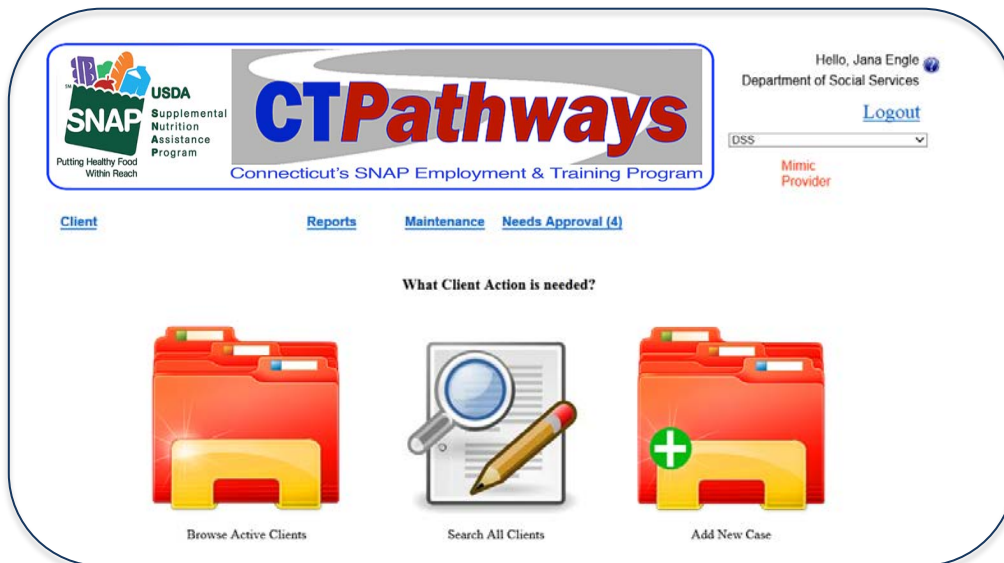 Hello, Jana Engle
Department of Social Services
Logout
DSS
Mimic
Provider
TM
SNAP
USDA
Supplemental
Nutrition
Assistance
Program
Putting Healthy Food
Within Reach
CTPathways
Connecticut's SNAP Employment & Training Program
Client
Reports
Maintenance
Needs Approval (4)
What Client Action is needed?
Browse Active Clients
Search All Clients
Add New Case